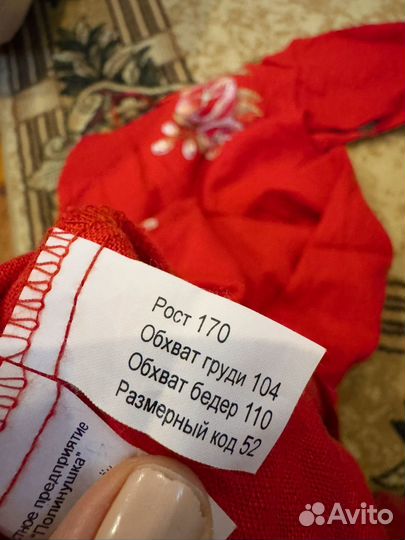 Рост 170
Обхват груди 104
Обхват бедер 110
Размерный код 52
предприятие
"Полинушка"
Avito